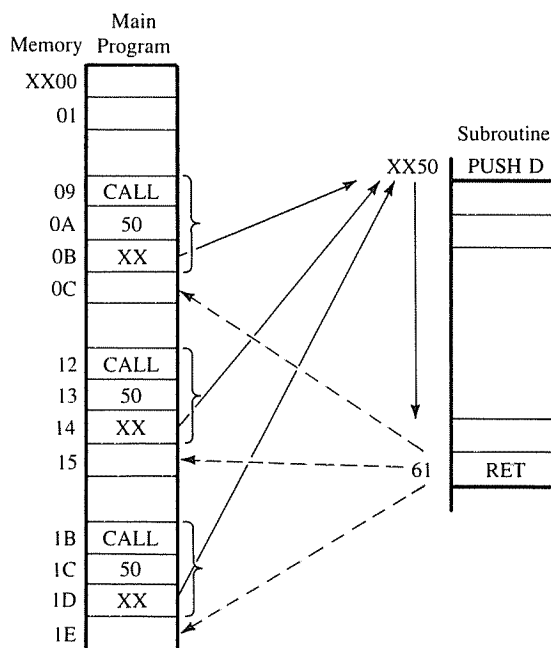 Main
Memory Program
XX00
01
Subroutine
XX50 PUSH D
09 CALL
0A 50
0B XX
0C
12 CALL
13 50
14 XX
15
61 RET
1B CALL
1C 50
1D XX
1E